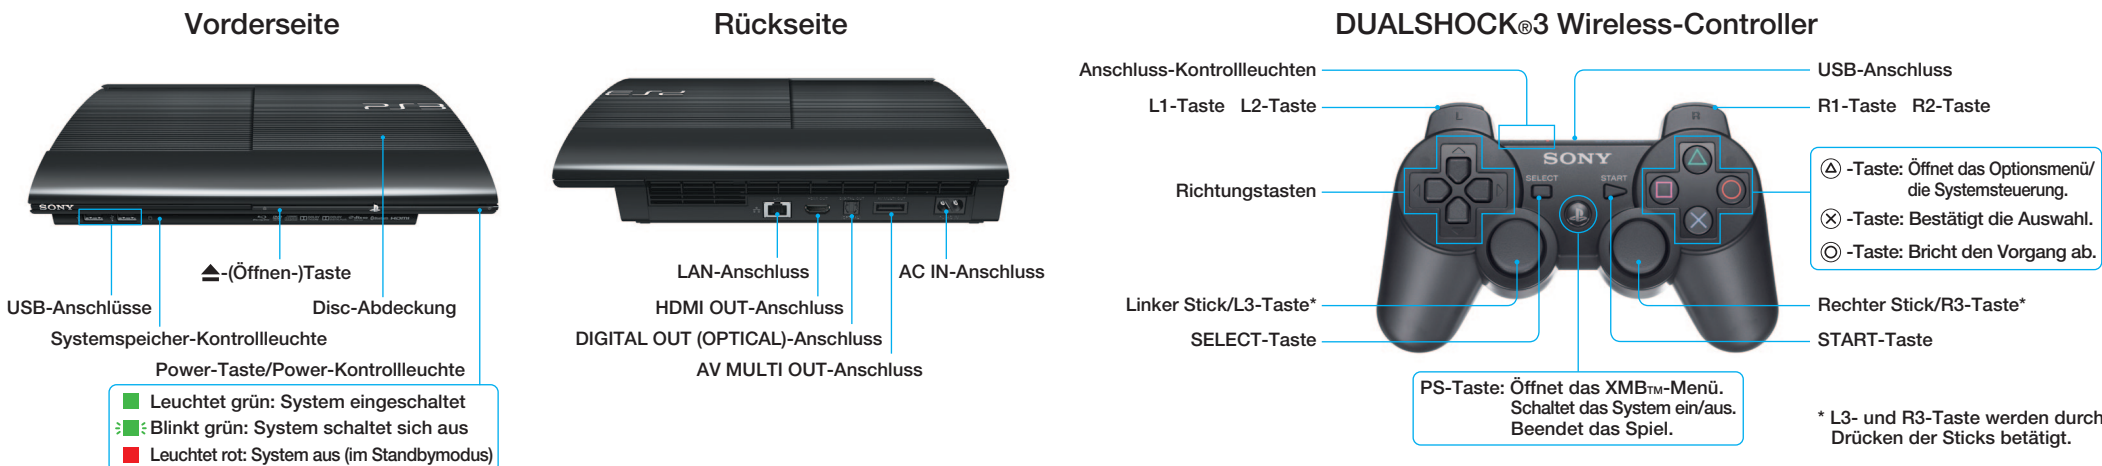 Vorderseite
PS3
SONY
-(Öffnen-)Taste
USB-Anschlüsse
Disc-Abdeckung
Systemspeicher-Kontrollleuchte
Power-Taste/Power-Kontrollleuchte
Leuchtet grün: System eingeschaltet
Blinkt grün: System schaltet sich aus
Leuchtet rot: System aus (im Standbymodus)
Rückseite
PS3
LAN-Anschluss
AC IN-Anschluss
HDMI OUT-Anschluss
DIGITAL OUT (OPTICAL)-Anschluss
AV MULTI OUT-Anschluss
DUALSHOCK®3 Wireless-Controller
Anschluss-Kontrollleuchten
USB-Anschluss
L1-Taste L2-Taste
R1-Taste R2-Taste
L
R
SONY
SELECT
START
Richtungstasten
-Taste: Öffnet das Optionsmenü/
die Systemsteuerung.
-Taste: Bestätigt die Auswahl.
-Taste: Bricht den Vorgang ab.
Linker Stick/L3-Taste*
Rechter Stick/R3-Taste*
SELECT-Taste
START-Taste
PS-Taste: Öffnet das XMB™-Menü.
Schaltet das System ein/aus.
Beendet das Spiel.
* L3- und R3-Taste werden durch
Drücken der Sticks betätigt.